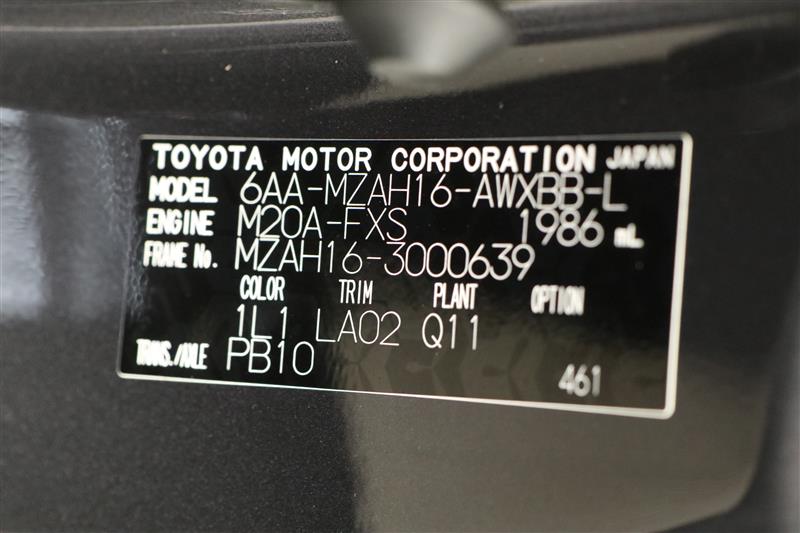 TOYOTA MOTOR CORPORATION JAPAN
MODEL 6AA-MZAH16-AWXBB-L
ENGINE M20A-FXS 1986 mL
FRAME No. MZAH16-3000639
COLOR TRIM PLANT OPTION
1L1 LA02 Q11
TRANS./AXLE PB10
461